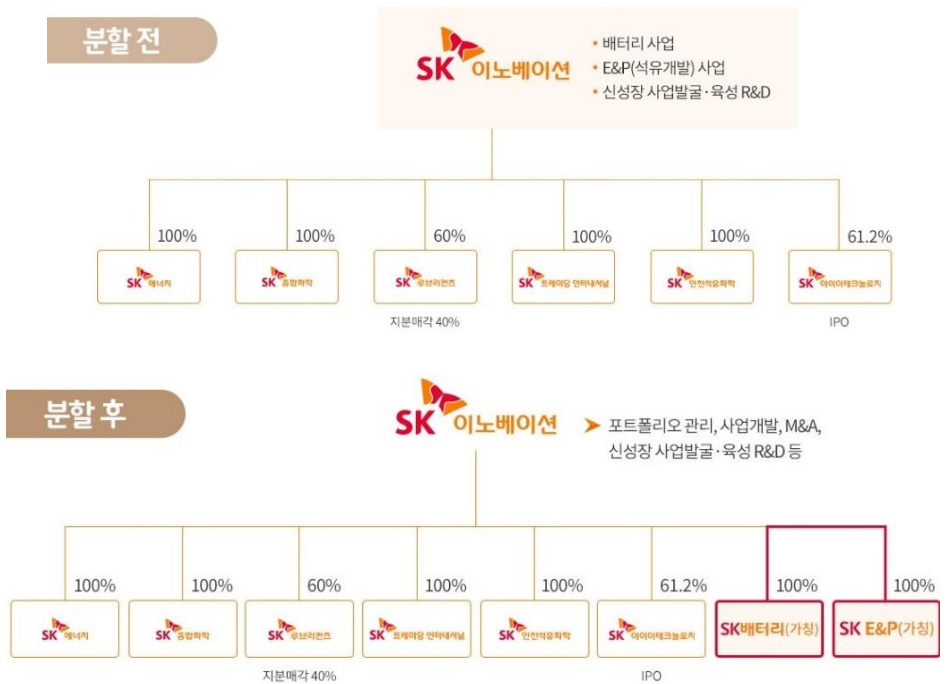 분할 전
SK 이노베이션
• 배터리 사업
• E&P(석유개발) 사업
• 신성장 사업발굴·육성 R&D
100% 100% 60% 100% 100% 61.2%
SK 에너지 SK 종합화학 SK 루브리컨츠 SK 트레이딩 인터내셔널 SK 인천석유화학 SK 아이이테크놀로지
지분매각 40% IPO
분할 후
SK 이노베이션
➤ 포트폴리오 관리, 사업개발, M&A,
신성장 사업발굴·육성 R&D 등
100% 100% 60% 100% 100% 61.2% 100% 100%
SK 에너지 SK 종합화학 SK 루브리컨츠 SK 트레이딩 인터내셔널 SK 인천석유화학 SK 아이이테크놀로지 SK배터리(가칭) SK E&P(가칭)
지분매각 40% IPO